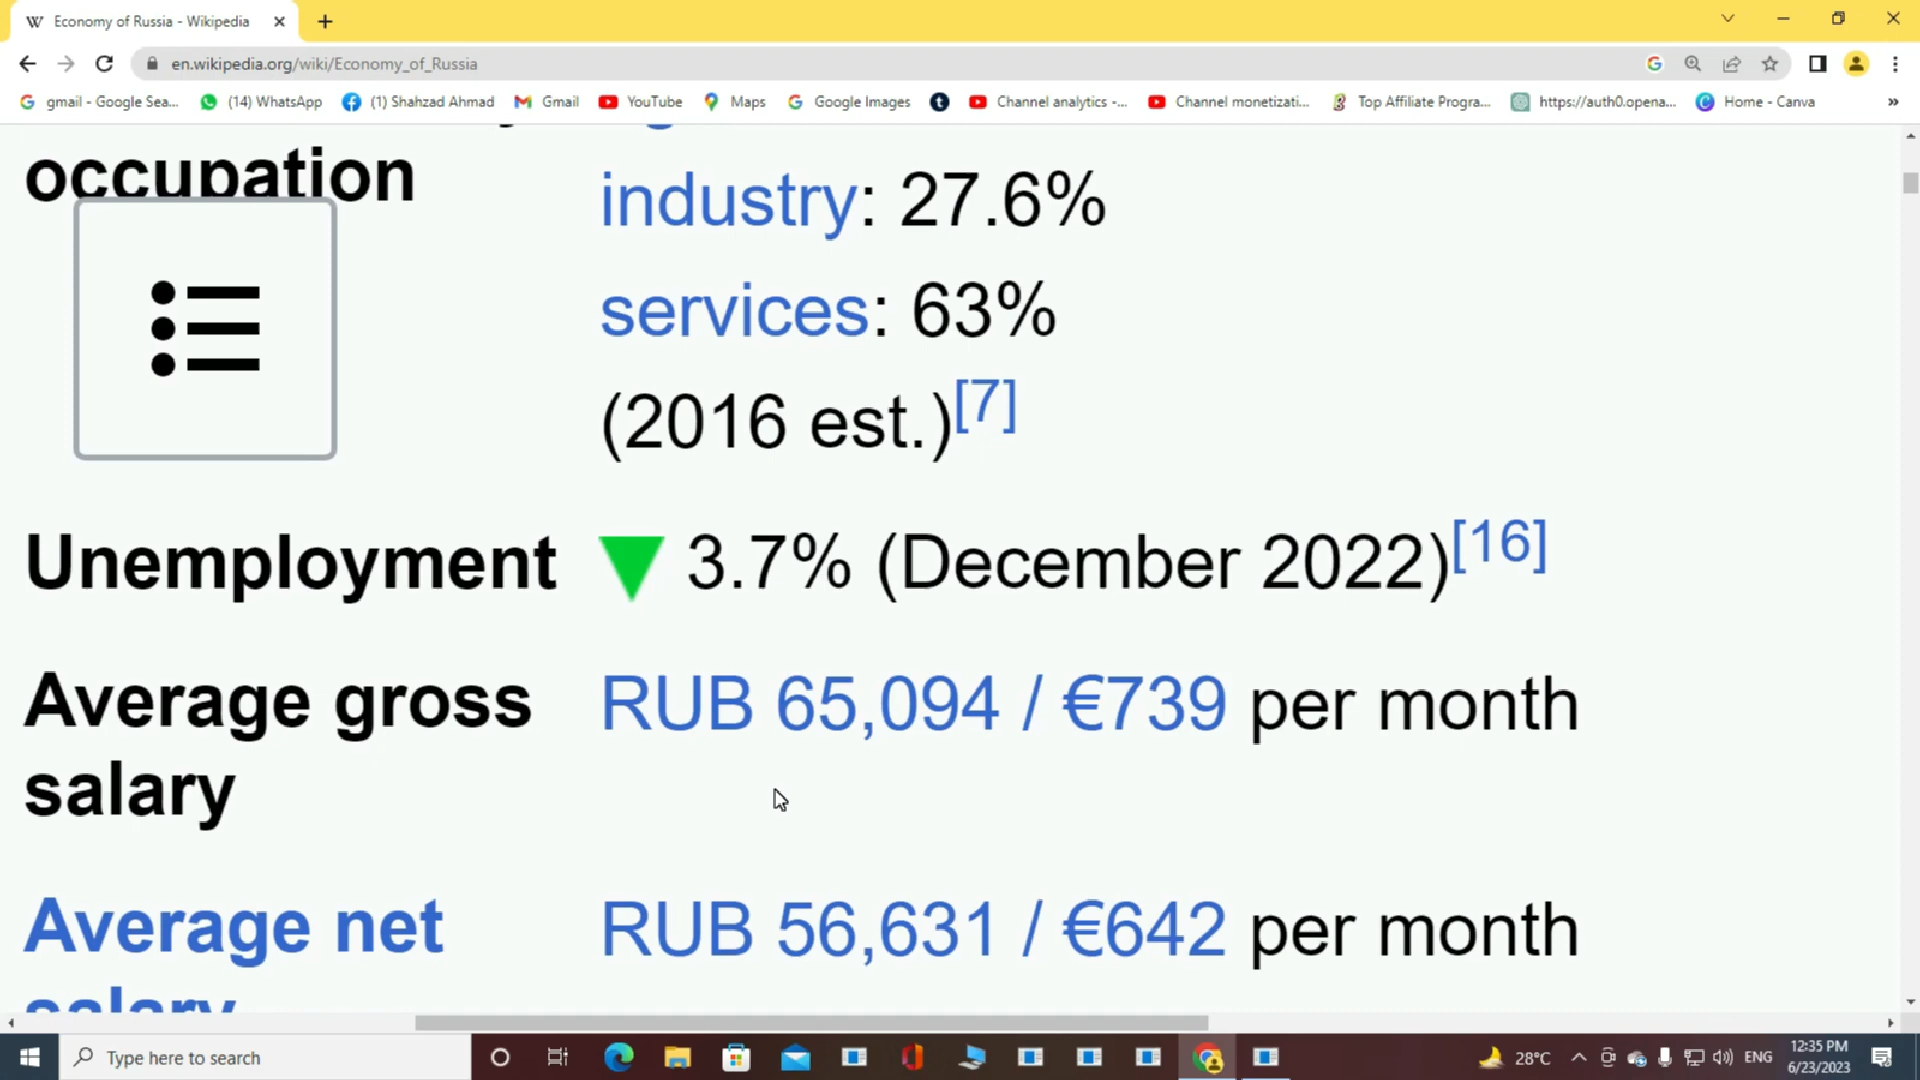 Economy of Russia - Wikipedia
en.wikipedia.org/wiki/Economy_of_Russia
gmail - Google Sea... (14) WhatsApp (1) Shahzad Ahmad Gmail YouTube Maps Google Images Channel analytics -... Channel monetizati... Top Affiliate Progra... https://auth0.opena... Home - Canva »
occupation
industry: 27.6%
services: 63%
(2016 est.)[7]
Unemployment ▼ 3.7% (December 2022)[16]
Average gross RUB 65,094 / €739 per month
salary
Average net RUB 56,631 / €642 per month
salary
Type here to search
28°C ENG 12:35 PM
6/23/2023